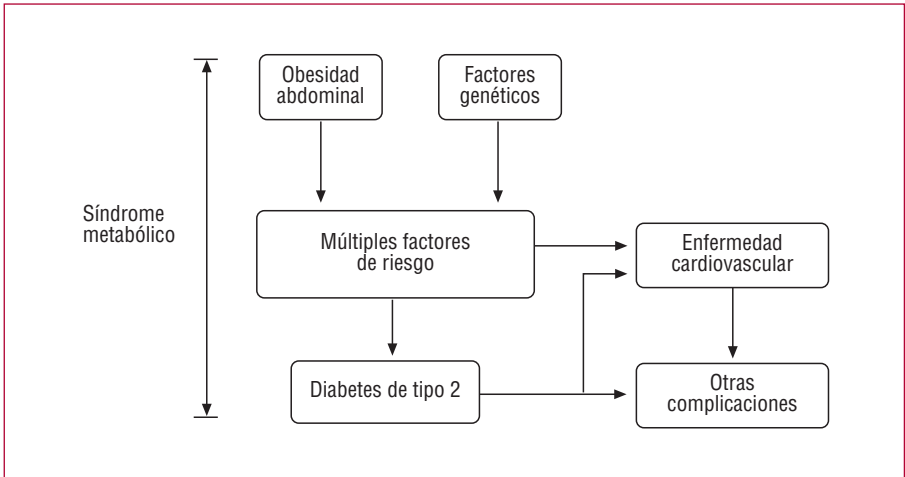 Obesidad
abdominal
Factores
genéticos
Síndrome
metabólico
Múltiples factores
de riesgo
Enfermedad
cardiovascular
Diabetes de tipo 2
Otras
complicaciones